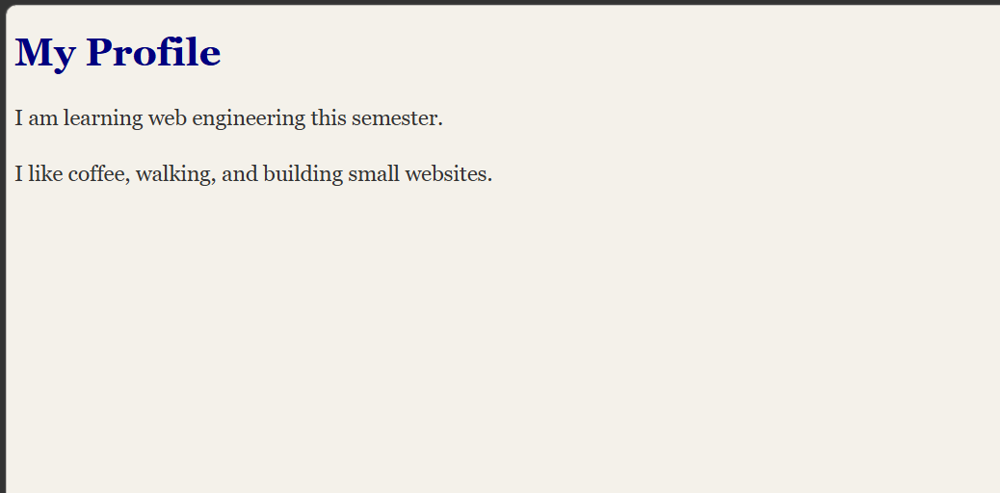 My Profile
I am learning web engineering this semester.
I like coffee, walking, and building small websites.